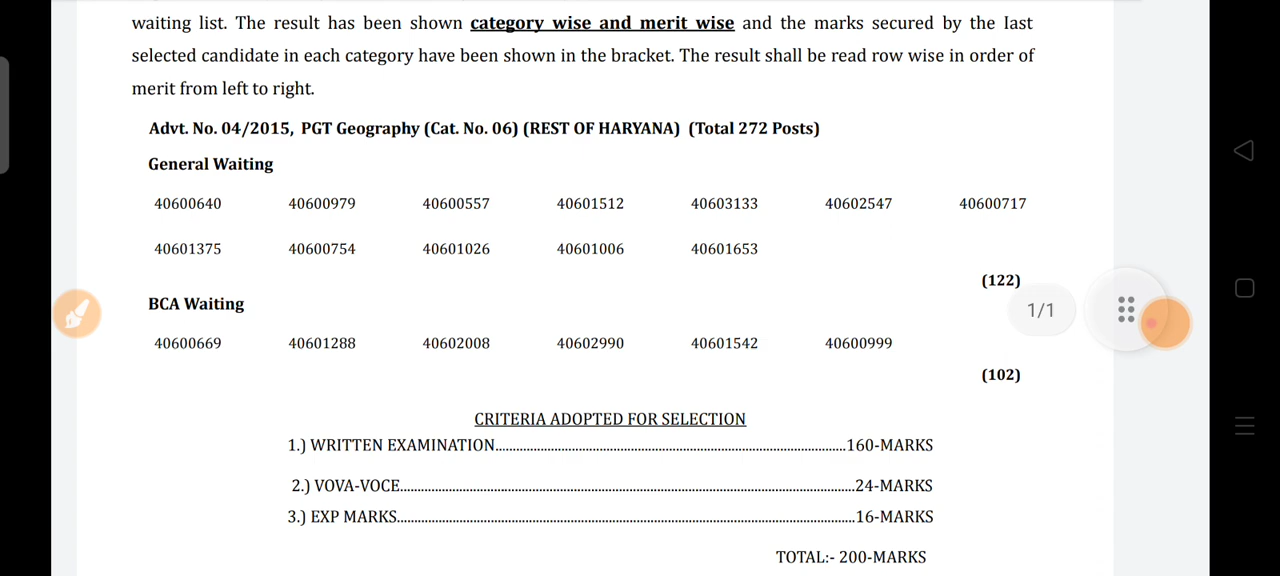 waiting list. The result has been shown category wise and merit wise and the marks secured by the last
selected candidate in each category have been shown in the bracket. The result shall be read row wise in order of
merit from left to right.
Advt. No. 04/2015, PGT Geography (Cat. No. 06) (REST OF HARYANA) (Total 272 Posts)
General Waiting
40600640 40600979 40600557 40601512 40603133 40602547 40600717
40601375 40600754 40601026 40601006 40601653
(122)
1/1
BCA Waiting
40600669 40601288 40602008 40602990 40601542 40600999
(102)
CRITERIA ADOPTED FOR SELECTION
1.) WRITTEN EXAMINATION....................................................................................................160-MARKS
2.) VOVA-VOCE...................................................................................................................................24-MARKS
3.) EXP MARKS....................................................................................................................................16-MARKS
TOTAL:- 200-MARKS